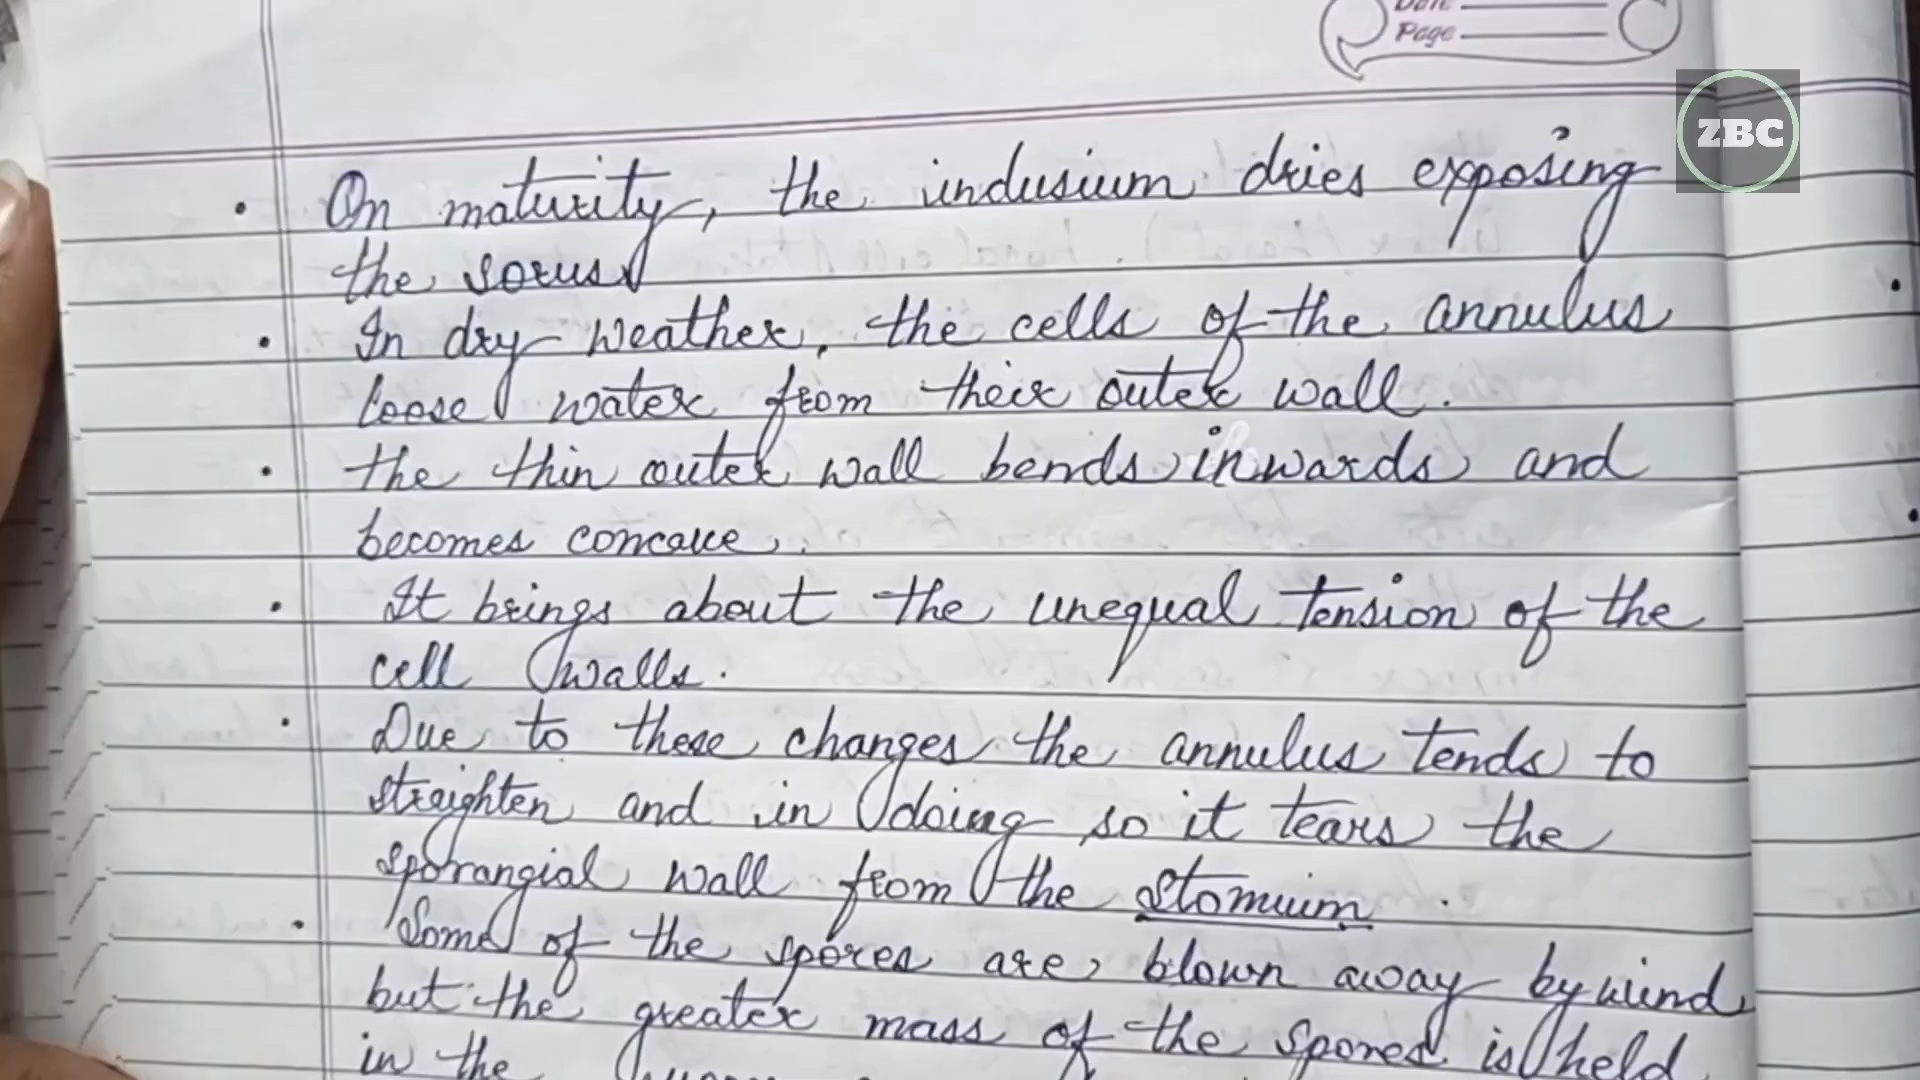 Date
Page
ZBC
• On maturity, the indusium dries exposing
the sorus
• In dry weather, the cells of the annulus
loose water from their outer wall.
• the thin outer wall bends inwards and
becomes concave.
• It brings about the unequal tension of the
cell walls.
• Due to these changes the annulus tends to
straighten and in doing so it tears the
sporangial wall from the stomium.
• Some of the spores are blown away by wind
but the greater mass of the spores is held
in the